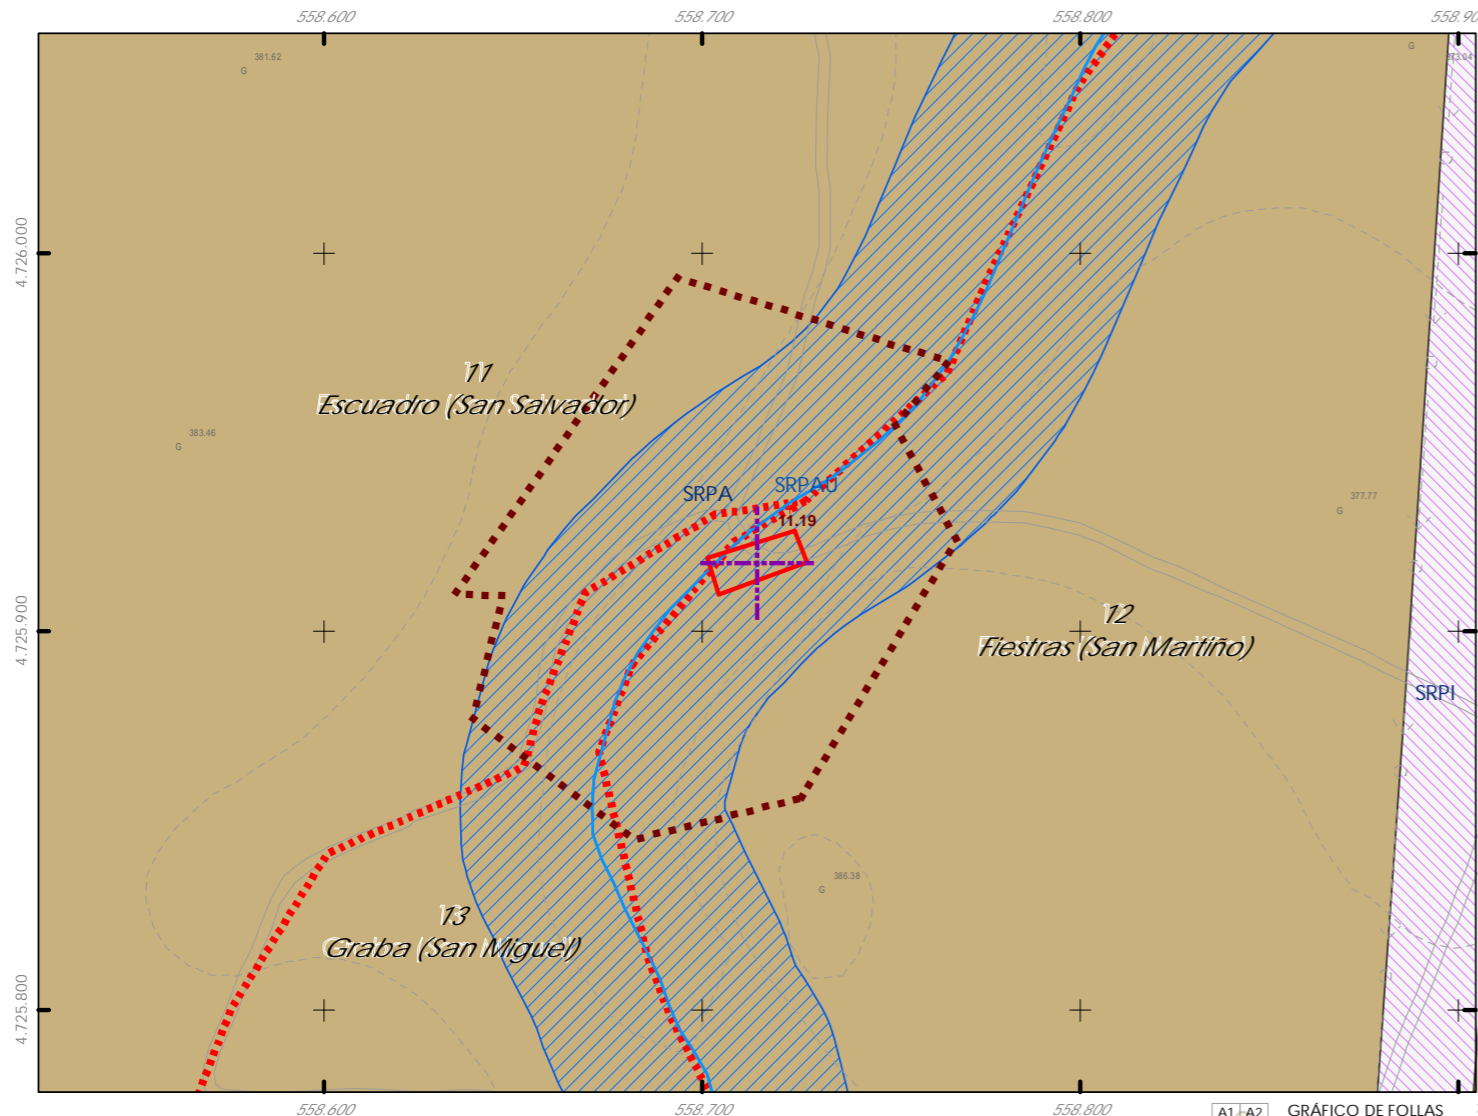 558.600
558.700
558.800
558.90
381.62
G
G
373.04
4.726.000
11
Escuadro (San Salvador)
383.46
G
SRPA
SRPAU
11.19
377.77
G
4.725.900
12
Fiestras (San Martiño)
SRPI
386.38
G
13
Graba (San Miguel)
4.725.800
558.600
558.700
558.800
A1 A2
GRÁFICO DE FOLLAS